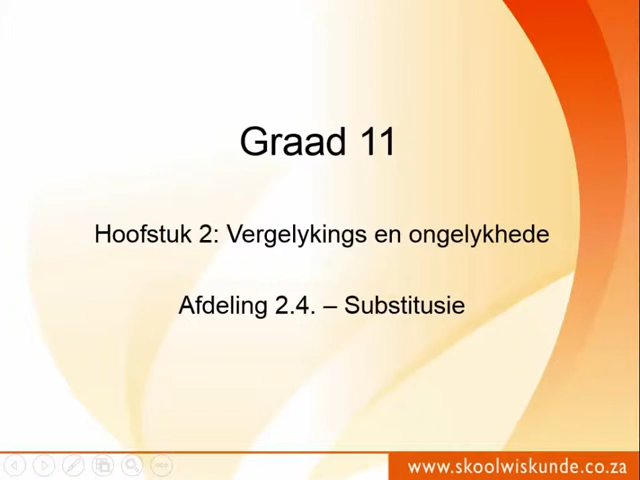 Graad 11
Hoofstuk 2: Vergelykings en ongelykhede
Afdeling 2.4. – Substitusie
www.skoolwiskunde.co.za